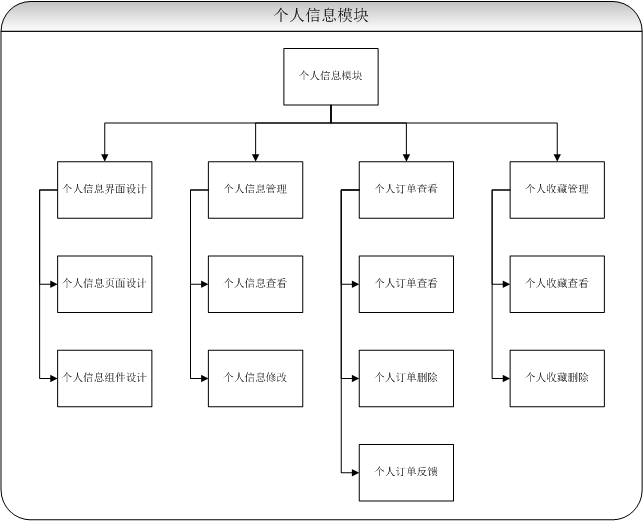 个人信息模块
个人信息模块
个人信息界面设计
个人信息管理
个人订单查看
个人收藏管理
个人信息页面设计
个人信息查看
个人订单查看
个人收藏查看
个人信息组件设计
个人信息修改
个人订单删除
个人收藏删除
个人订单反馈